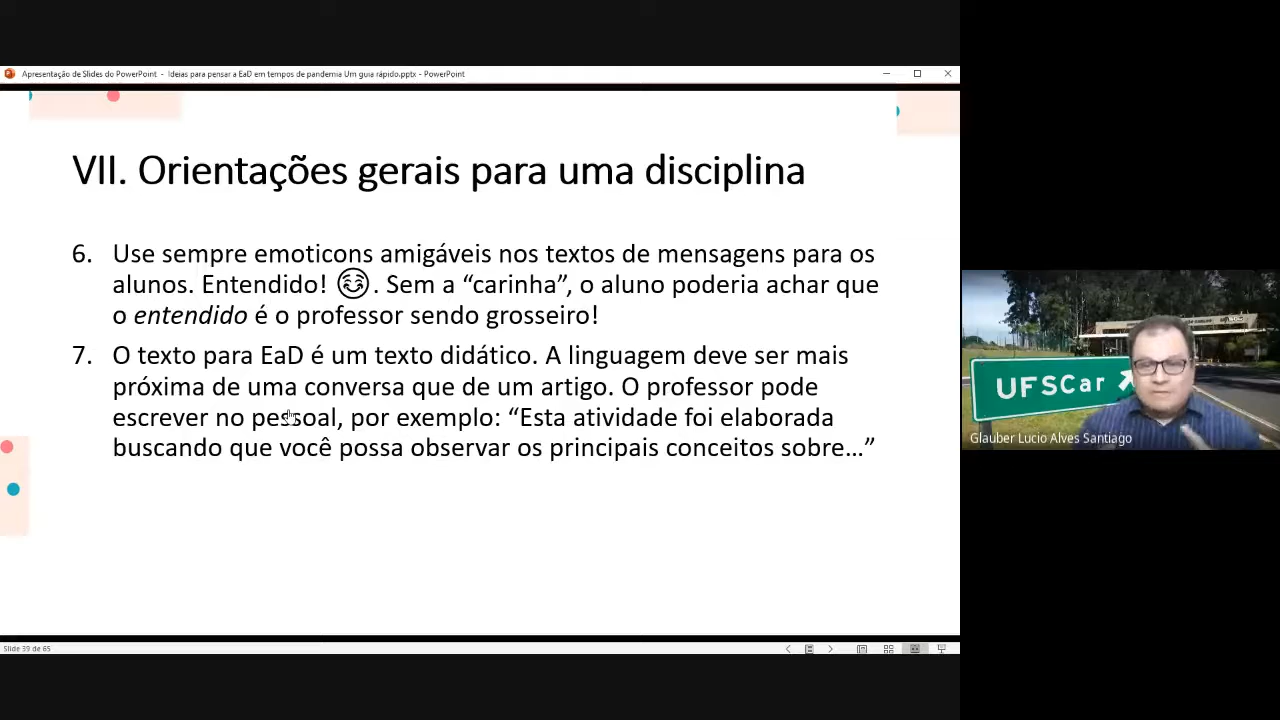 Apresentação de Slides do PowerPoint - Ideias para pensar a EaD em tempos de pandemia Um guia rápido.pptx - PowerPoint
VII. Orientações gerais para uma disciplina
6. Use sempre emoticons amigáveis nos textos de mensagens para os
alunos. Entendido! 😊. Sem a “carinha”, o aluno poderia achar que
o entendido é o professor sendo grosseiro!
7. O texto para EaD é um texto didático. A linguagem deve ser mais
próxima de uma conversa que de um artigo. O professor pode
escrever no pessoal, por exemplo: “Esta atividade foi elaborada
buscando que você possa observar os principais conceitos sobre...”
Slide 39 de 65
UFSCar
Glauber Lucio Alves Santiago